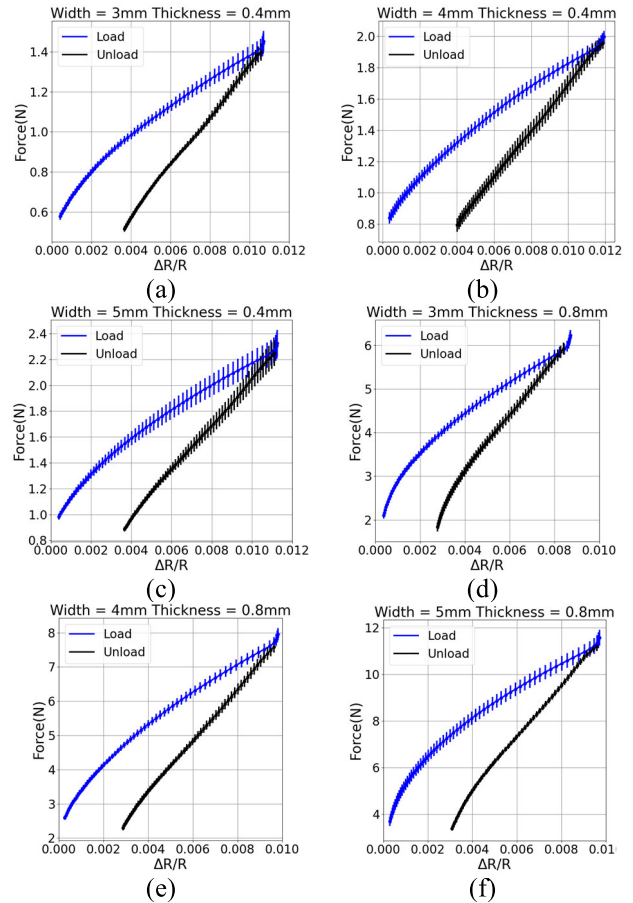 Width = 3mm Thickness = 0.4mm
Load
Unload
1.4
1.2
1.0
0.8
0.6
Force(N)
0.000 0.002 0.004 0.006 0.008 0.010 0.012
ΔR/R
(a)
Width = 4mm Thickness = 0.4mm
Load
Unload
2.0
1.8
1.6
1.4
1.2
1.0
0.8
Force(N)
0.000 0.002 0.004 0.006 0.008 0.010 0.012
ΔR/R
(b)
Width = 5mm Thickness = 0.4mm
Load
Unload
2.4
2.2
2.0
1.8
1.6
1.4
1.2
1.0
0.8
Force(N)
0.000 0.002 0.004 0.006 0.008 0.010 0.012
ΔR/R
(c)
Width = 3mm Thickness = 0.8mm
Load
Unload
6
5
4
3
2
Force(N)
0.000 0.002 0.004 0.006 0.008 0.010
ΔR/R
(d)
Width = 4mm Thickness = 0.8mm
Load
Unload
8
7
6
5
4
3
2
Force(N)
0.000 0.002 0.004 0.006 0.008 0.010
ΔR/R
(e)
Width = 5mm Thickness = 0.8mm
Load
Unload
12
10
8
6
4
Force(N)
0.000 0.002 0.004 0.006 0.008 0.010
ΔR/R
(f)